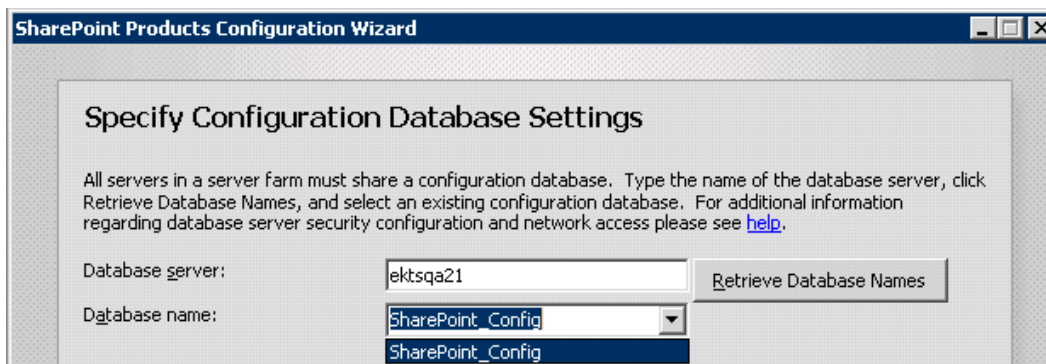 SharePoint Products Configuration Wizard
Specify Configuration Database Settings
All servers in a server farm must share a configuration database. Type the name of the database server, click
Retrieve Database Names, and select an existing configuration database. For additional information
regarding database server security configuration and network access please see help.
Database server: ektsqa21 Retrieve Database Names
Database name: SharePoint_Config
SharePoint_Config